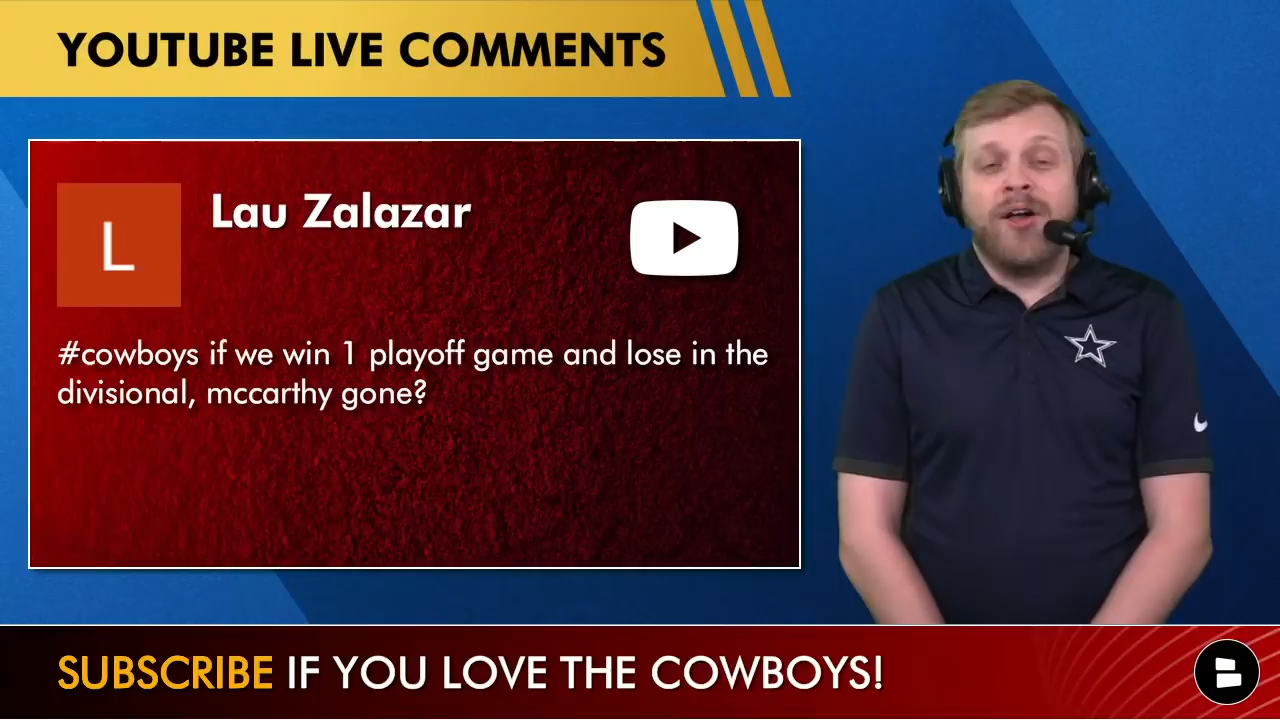 YOUTUBE LIVE COMMENTS
L
Lau Zalazar
#cowboys if we win 1 playoff game and lose in the
divisional, mccarthy gone?
SUBSCRIBE IF YOU LOVE THE COWBOYS!